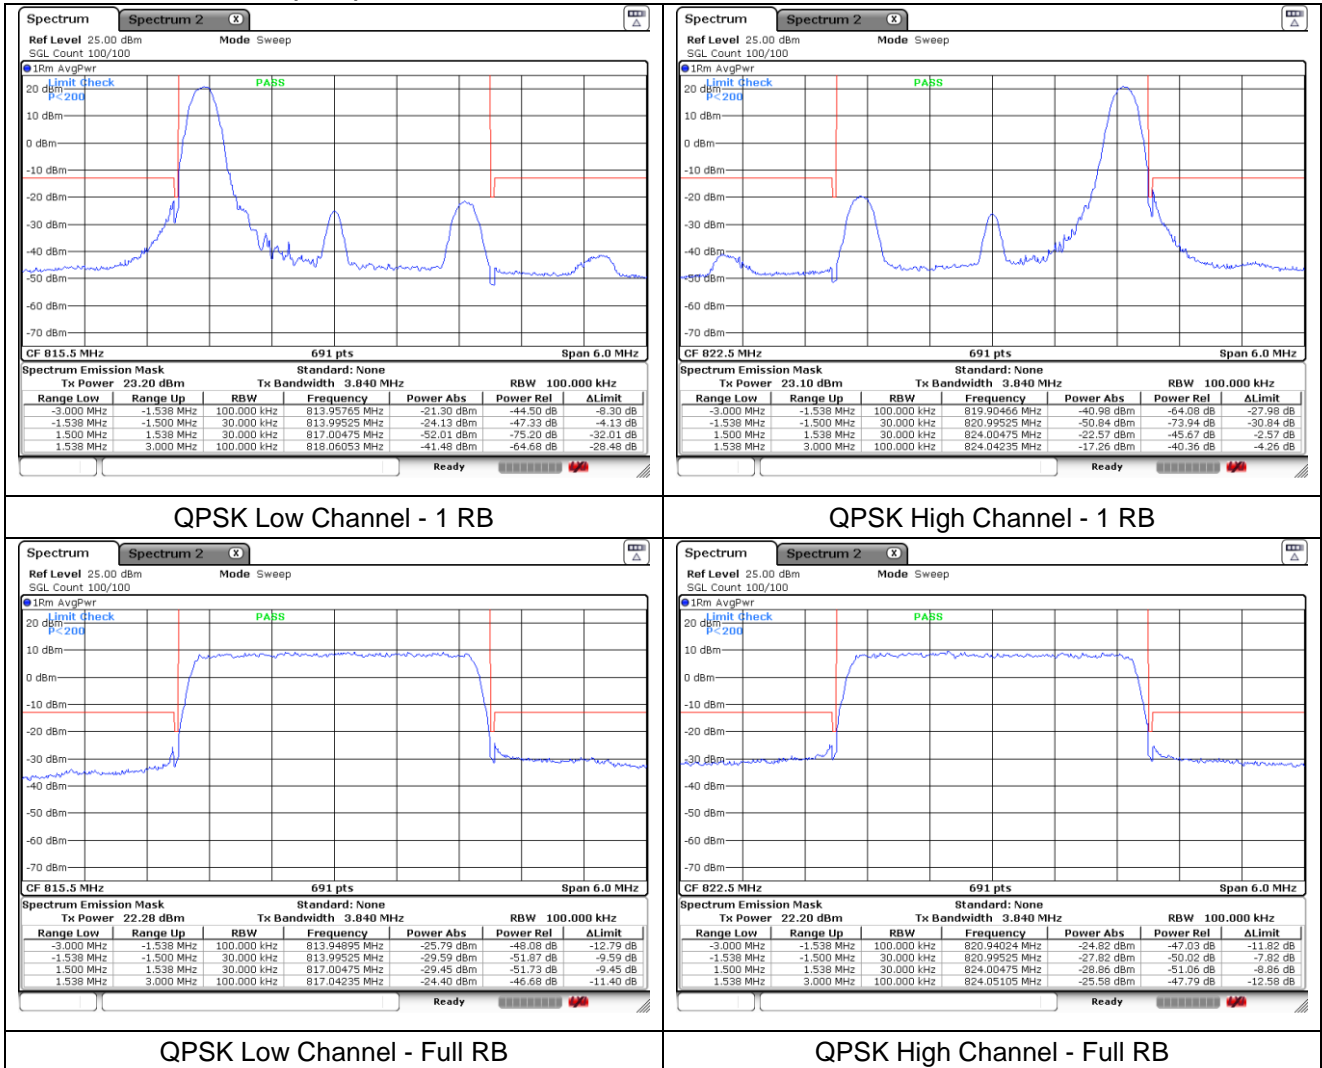 Spectrum Spectrum 2 X
Ref Level 25.00 dBm Mode Sweep
SGL Count 100/100
1Rm AvgPwr
Limit Check PASS
20 dBm
P<200
10 dBm
0 dBm
-10 dBm
-20 dBm
-30 dBm
-40 dBm
-50 dBm
-60 dBm
-70 dBm
CF 815.5 MHz 691 pts Span 6.0 MHz
Spectrum Emission Mask Standard: None
Tx Power 23.20 dBm Tx Bandwidth 3.840 MHz RBW 100.000 kHz
Range Low Range Up RBW Frequency Power Abs Power Rel ΔLimit
-3.000 MHz -1.538 MHz 100.000 kHz 813.95765 MHz -21.30 dBm -44.50 dB -8.30 dB
-1.538 MHz -1.500 MHz 30.000 kHz 813.99525 MHz -24.13 dBm -47.33 dB -4.13 dB
1.500 MHz 1.538 MHz 30.000 kHz 817.00475 MHz -52.01 dBm -75.20 dB -32.01 dB
1.538 MHz 3.000 MHz 100.000 kHz 818.06053 MHz -41.48 dBm -64.68 dB -28.48 dB
Ready
QPSK Low Channel - 1 RB
Spectrum Spectrum 2 X
Ref Level 25.00 dBm Mode Sweep
SGL Count 100/100
1Rm AvgPwr
Limit Check PASS
20 dBm
P<200
10 dBm
0 dBm
-10 dBm
-20 dBm
-30 dBm
-40 dBm
-50 dBm
-60 dBm
-70 dBm
CF 822.5 MHz 691 pts Span 6.0 MHz
Spectrum Emission Mask Standard: None
Tx Power 23.10 dBm Tx Bandwidth 3.840 MHz RBW 100.000 kHz
Range Low Range Up RBW Frequency Power Abs Power Rel ΔLimit
-3.000 MHz -1.538 MHz 100.000 kHz 819.90466 MHz -40.98 dBm -64.08 dB -27.98 dB
-1.538 MHz -1.500 MHz 30.000 kHz 820.99525 MHz -50.84 dBm -73.94 dB -30.84 dB
1.500 MHz 1.538 MHz 30.000 kHz 824.00475 MHz -22.57 dBm -45.67 dB -2.57 dB
1.538 MHz 3.000 MHz 100.000 kHz 824.04235 MHz -17.26 dBm -40.36 dB -4.26 dB
Ready
QPSK High Channel - 1 RB
Spectrum Spectrum 2 X
Ref Level 25.00 dBm Mode Sweep
SGL Count 100/100
1Rm AvgPwr
Limit Check PASS
20 dBm
P<200
10 dBm
0 dBm
-10 dBm
-20 dBm
-30 dBm
-40 dBm
-50 dBm
-60 dBm
-70 dBm
CF 815.5 MHz 691 pts Span 6.0 MHz
Spectrum Emission Mask Standard: None
Tx Power 22.28 dBm Tx Bandwidth 3.840 MHz RBW 100.000 kHz
Range Low Range Up RBW Frequency Power Abs Power Rel ΔLimit
-3.000 MHz -1.538 MHz 100.000 kHz 813.94895 MHz -25.79 dBm -48.08 dB -12.79 dB
-1.538 MHz -1.500 MHz 30.000 kHz 813.99525 MHz -29.59 dBm -51.87 dB -9.59 dB
1.500 MHz 1.538 MHz 30.000 kHz 817.00475 MHz -29.45 dBm -51.73 dB -9.45 dB
1.538 MHz 3.000 MHz 100.000 kHz 817.04235 MHz -24.40 dBm -46.68 dB -11.40 dB
Ready
QPSK Low Channel - Full RB
Spectrum Spectrum 2 X
Ref Level 25.00 dBm Mode Sweep
SGL Count 100/100
1Rm AvgPwr
Limit Check PASS
20 dBm
P<200
10 dBm
0 dBm
-10 dBm
-20 dBm
-30 dBm
-40 dBm
-50 dBm
-60 dBm
-70 dBm
CF 822.5 MHz 691 pts Span 6.0 MHz
Spectrum Emission Mask Standard: None
Tx Power 22.20 dBm Tx Bandwidth 3.840 MHz RBW 100.000 kHz
Range Low Range Up RBW Frequency Power Abs Power Rel ΔLimit
-3.000 MHz -1.538 MHz 100.000 kHz 820.94024 MHz -24.82 dBm -47.03 dB -11.82 dB
-1.538 MHz -1.500 MHz 30.000 kHz 820.99525 MHz -27.82 dBm -50.02 dB -7.82 dB
1.500 MHz 1.538 MHz 30.000 kHz 824.00475 MHz -28.86 dBm -51.06 dB -8.86 dB
1.538 MHz 3.000 MHz 100.000 kHz 824.05105 MHz -25.58 dBm -47.79 dB -12.58 dB
Ready
QPSK High Channel - Full RB